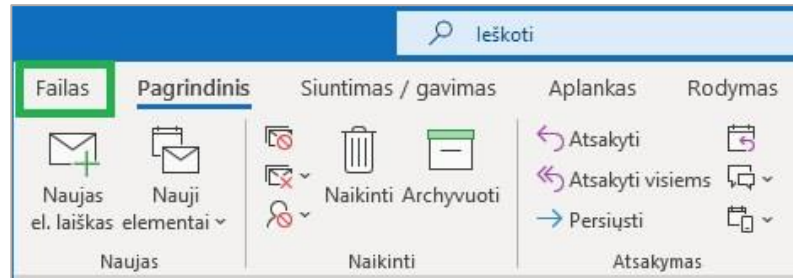 Ieškoti
Failas Pagrindinis Siuntimas / gavimas Aplankas Rodymas
Naujas
el. laiškas
Nauji
elementai
Naikinti
Archyvuoti
Atsakyti
Atsakyti visiems
Persiųsti
Naujas Naikinti Atsakymas